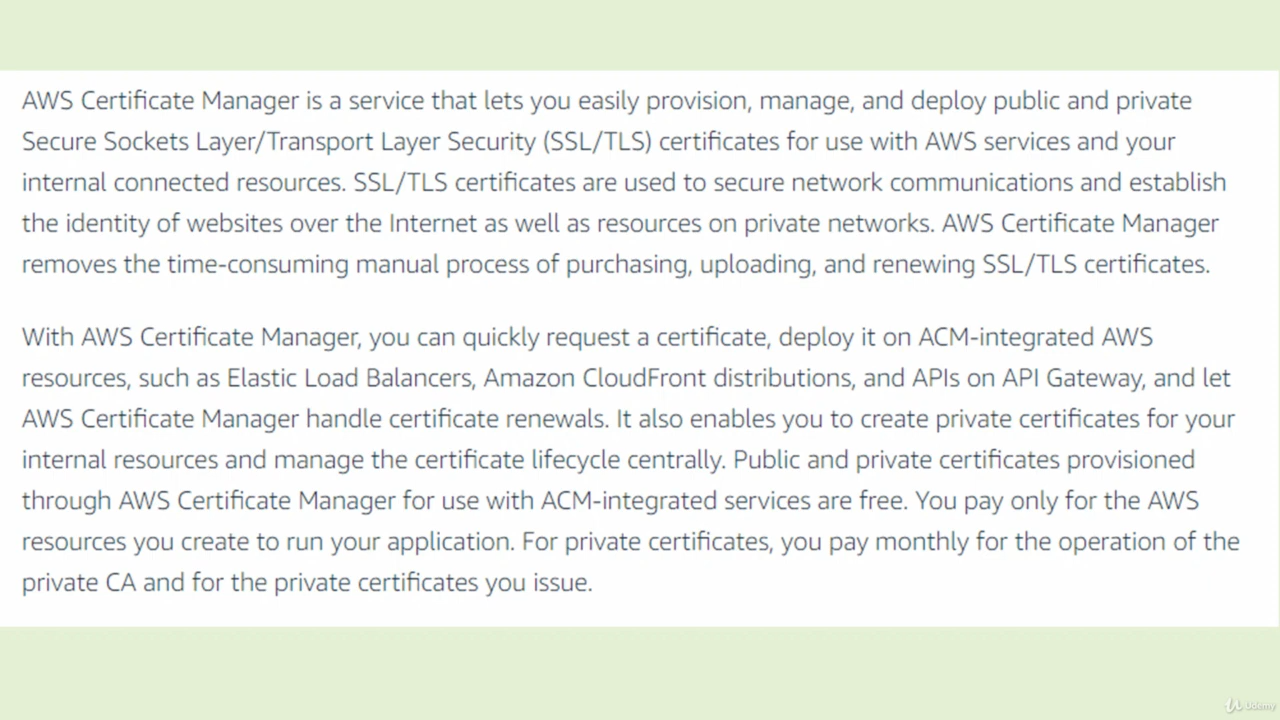 AWS Certificate Manager is a service that lets you easily provision, manage, and deploy public and private
Secure Sockets Layer/Transport Layer Security (SSL/TLS) certificates for use with AWS services and your
internal connected resources. SSL/TLS certificates are used to secure network communications and establish
the identity of websites over the Internet as well as resources on private networks. AWS Certificate Manager
removes the time-consuming manual process of purchasing, uploading, and renewing SSL/TLS certificates.
With AWS Certificate Manager, you can quickly request a certificate, deploy it on ACM-integrated AWS
resources, such as Elastic Load Balancers, Amazon CloudFront distributions, and APIs on API Gateway, and let
AWS Certificate Manager handle certificate renewals. It also enables you to create private certificates for your
internal resources and manage the certificate lifecycle centrally. Public and private certificates provisioned
through AWS Certificate Manager for use with ACM-integrated services are free. You pay only for the AWS
resources you create to run your application. For private certificates, you pay monthly for the operation of the
private CA and for the private certificates you issue.
Udemy